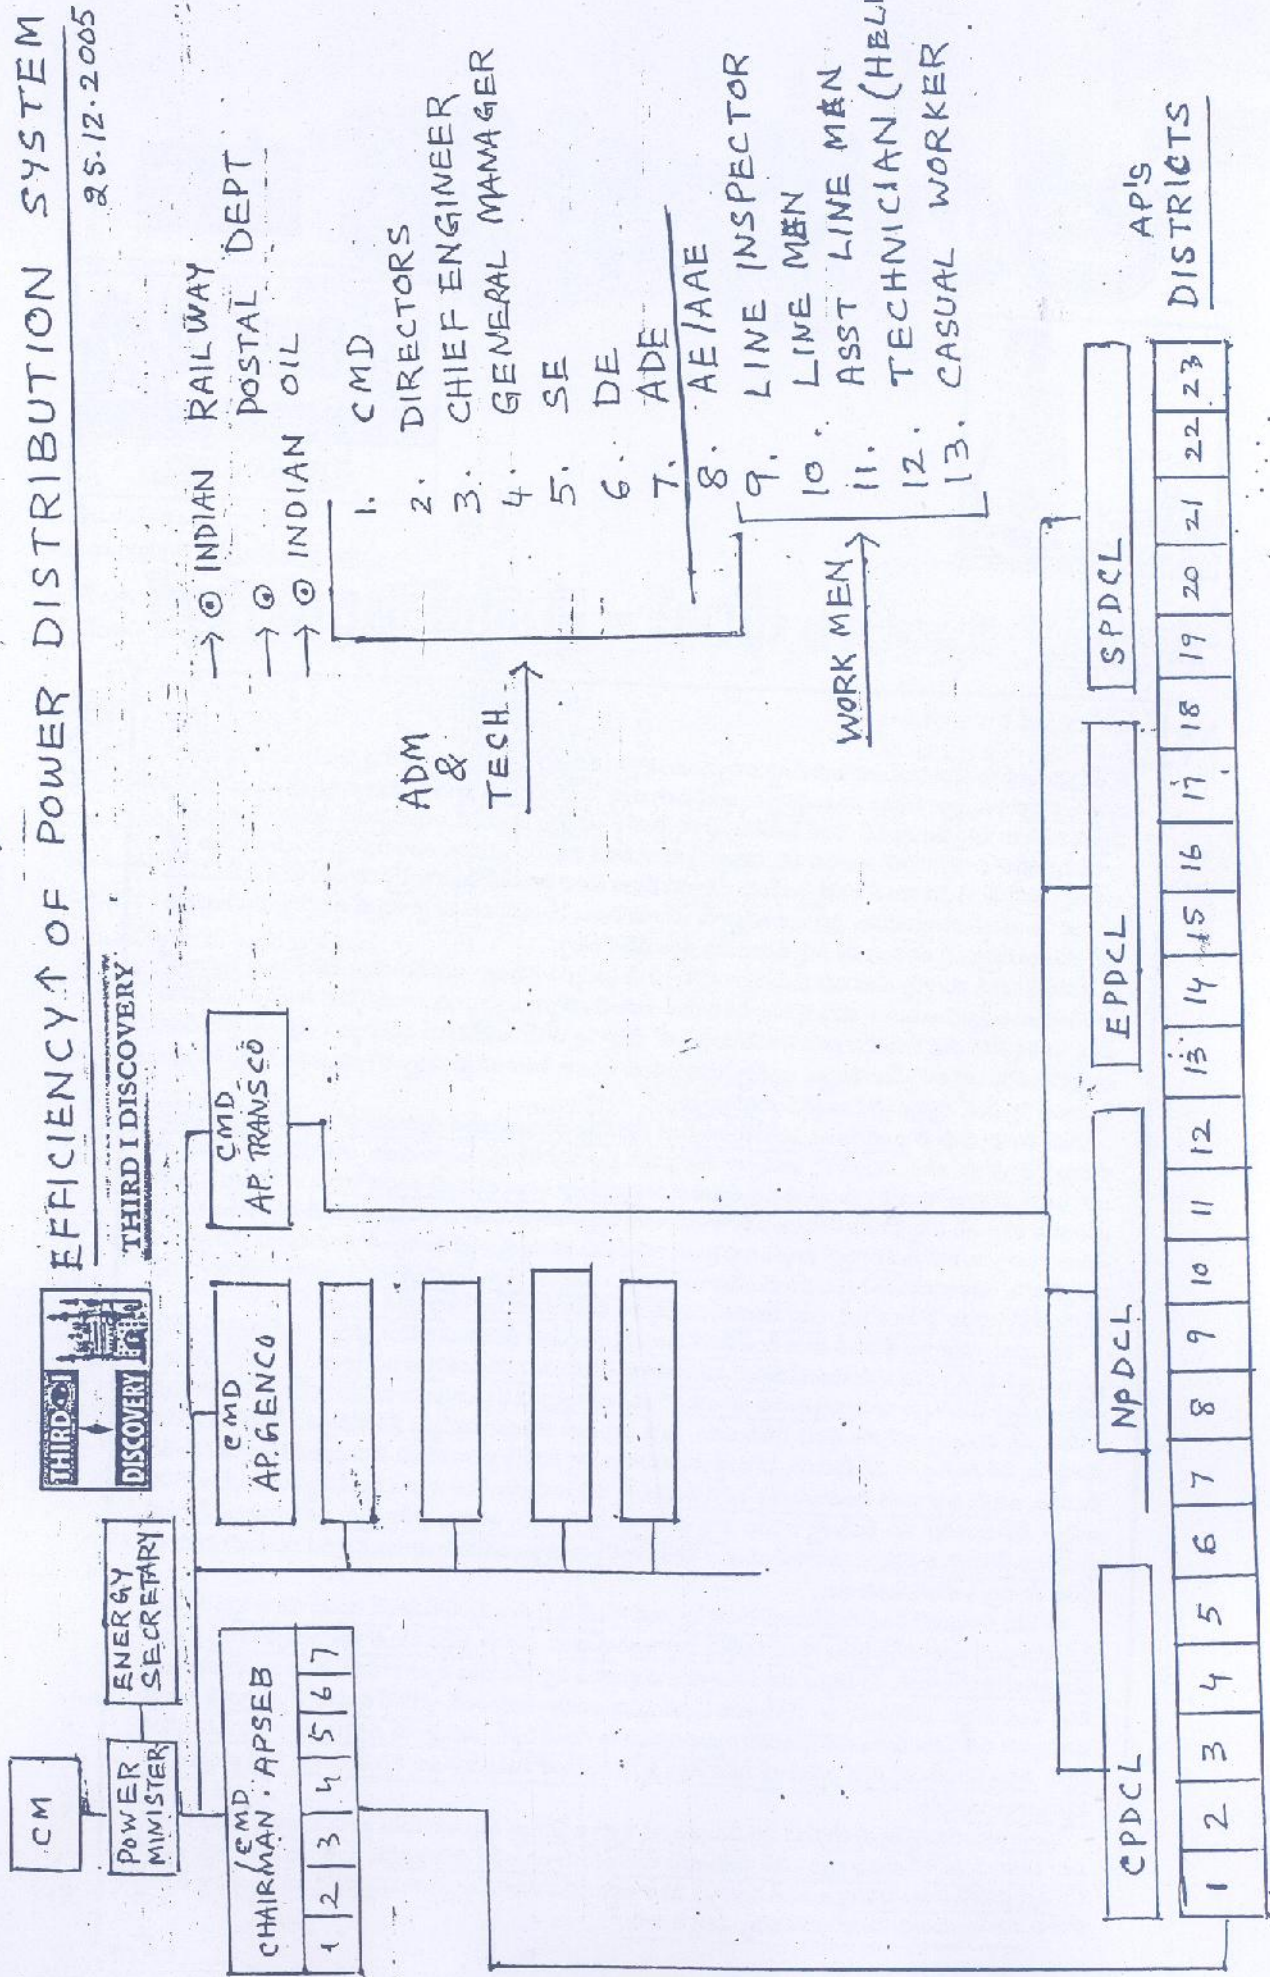 EFFICIENCY ↑ OF POWER DISTRIBUTION SYSTEM
25.12.2005
THIRD I
DISCOVERY
THIRD I DISCOVERY
CM
POWER
MINISTER
ENERGY
SECRETARY
CMD
CHAIRMAN. APSEB
1 2 3 4 5 6 7
CMD
AP. GENCO
CMD
AP. TRANSCO
→ ⊙ INDIAN RAILWAY
→ ⊙ POSTAL DEPT
→ ⊙ INDIAN OIL
ADM
&
TECH
1. CMD
2. DIRECTORS
3. CHIEF ENGINEER
4. GENERAL MANAGER
5. SE
6. DE
7. ADE
8. AE/AAE
9. LINE INSPECTOR
10. LINE MEN
11. ASST LINE MEN
12. TECHNICIAN (HEL
13. CASUAL WORKER
WORK MEN
CPDCL
NPDCL
EPDCL
SPDCL
AP'S
DISTRICTS
1 2 3 4 5 6 7 8 9 10 11 12 13 14 15 16 17 18 19 20 21 22 23